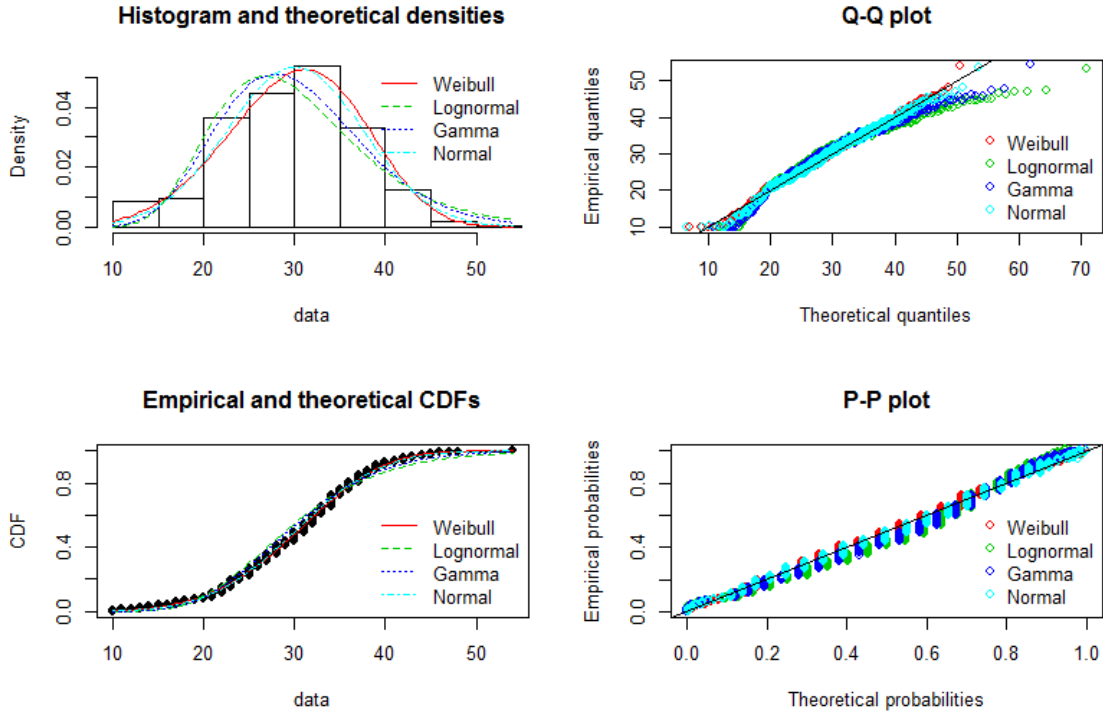 Histogram and theoretical densities
Density
0.00
0.02
0.04
Weibull
Lognormal
Gamma
Normal
10 20 30 40 50
data
Q-Q plot
Empirical quantiles
10
20
30
40
50
Weibull
Lognormal
Gamma
Normal
10 20 30 40 50 60 70
Theoretical quantiles
Empirical and theoretical CDFs
CDF
0.0
0.4
0.8
Weibull
Lognormal
Gamma
Normal
10 20 30 40 50
data
P-P plot
Empirical probabilities
0.0
0.4
0.8
Weibull
Lognormal
Gamma
Normal
0.0 0.2 0.4 0.6 0.8 1.0
Theoretical probabilities